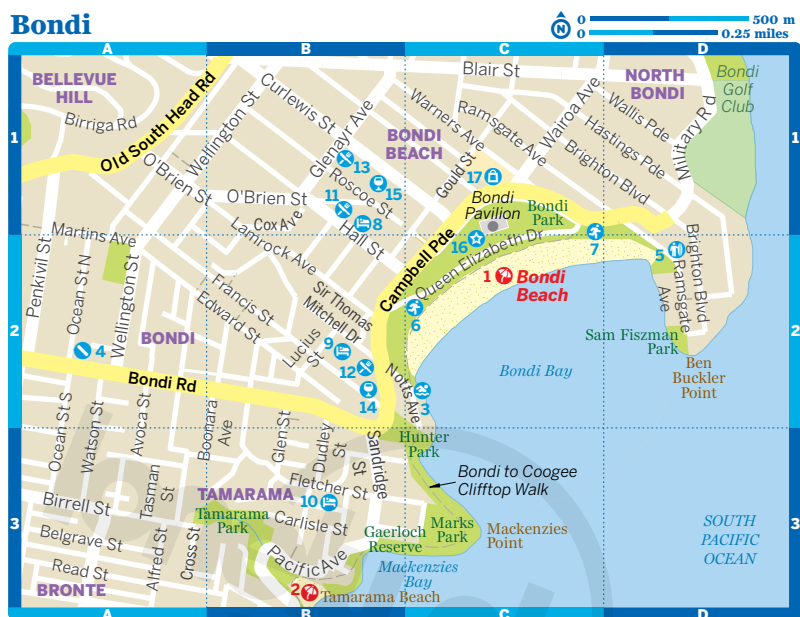 Bondi
N
0
500 m
0
0.25 miles
A
B
C
D
BELLEVUE
HILL
Birriga Rd
Old South Head Rd
Wellington St
Curlewis St
Glenayr Ave
Blair St
Warners Ave
Ramsgate Ave
Wairoa Ave
NORTH
BONDI
Wallis Pde
Hastings Pde
Brighton Blvd
Military Rd
Bondi
Golf
Club
1
1
BONDI
BEACH
O'Brien St
13
Roscoe St
15
11
8
Hall St
O'Brien St
Cox Ave
Lamrock Ave
Gould St
17
Bondi
Pavilion
Bondi
Park
16
7
5
Brighton Blvd
Ramsgate
Ave
Martins Ave
Penkivil St
Ocean St N
Wellington St
Francis St
Edward St
Sir Thomas
Mitchell Dr
Campbell Pde
Queen Elizabeth Dr
1
Bondi
Beach
6
2
2
BONDI
4
Lucius
St
9
12
14
Notts Ave
3
Bondi Bay
Sam Fiszman
Park
Ben
Buckler
Point
Bondi Rd
Ocean St S
Watson St
Avoca St
Boonara
Ave
Glen St
Dudley
St
Sandridge
St
Hunter
Park
Bondi to Coogee
Clifftop Walk
TAMARAMA
Tamarama
Park
Fletcher St
10
Carlisle St
Birrell St
Belgrave St
Read St
Tasman
St
Alfred St
Cross St
3
3
Gaerloch
Reserve
Marks
Park
Mackenzies
Point
SOUTH
PACIFIC
OCEAN
Pacific Ave
Mackenzies
Bay
BRONTE
2
Tamarama Beach
A
B
C
D